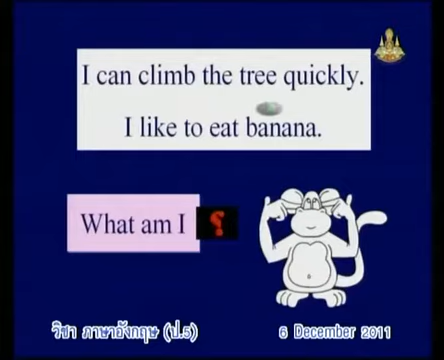 I can climb the tree quickly.
I like to eat banana.
What am I ?
วิชา ภาษาอังกฤษ (ป.5)
6 December 2011